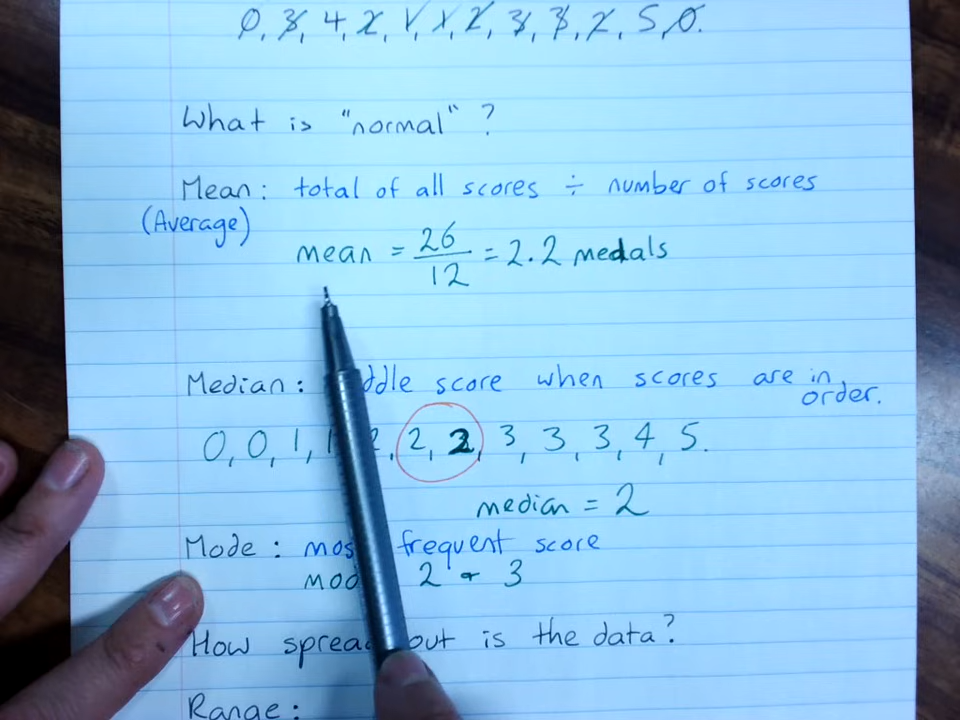 0, 3, 4, 2, 1, 1, 2, 3, 3, 2, 5, 0.
What is "normal" ?
Mean: total of all scores ÷ number of scores
(Average)
mean = 26/12 = 2.2 medals
Median: ddle score when scores are in order.
0, 0, 1, 1, 2, 2, 2, 3, 3, 3, 4, 5.
median = 2
Mode : mos frequent score
mod 2 + 3
How spread out is the data?
Range: